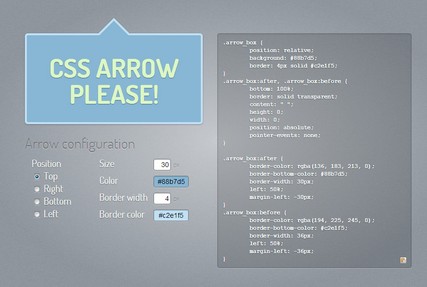 CSS ARROW
PLEASE!
Arrow configuration
Position
Top
Right
Bottom
Left
Size 30 px
Color #88b7d5
Border width 4 px
Border color #c2e1f5
.arrow_box {
position: relative;
background: #88b7d5;
border: 4px solid #c2e1f5;
}
.arrow_box:after, .arrow_box:before {
bottom: 100%;
border: solid transparent;
content: " ";
height: 0;
width: 0;
position: absolute;
pointer-events: none;
}
.arrow_box:after {
border-color: rgba(136, 183, 213, 0);
border-bottom-color: #88b7d5;
border-width: 30px;
left: 50%;
margin-left: -30px;
}
.arrow_box:before {
border-color: rgba(194, 225, 245, 0);
border-bottom-color: #c2e1f5;
border-width: 36px;
left: 50%;
margin-left: -36px;
}